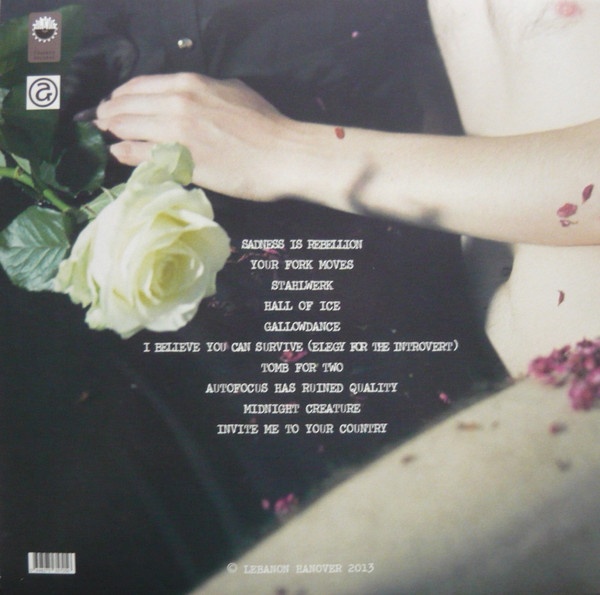 SADNESS IS REBELLION
YOUR FORK MOVES
STAHLWERK
HALL OF ICE
GALLOWDANCE
I BELIEVE YOU CAN SURVIVE (ELEGY FOR THE INTROVERT)
TOMB FOR TWO
AUTOFOCUS HAS RUINED QUALITY
MIDNIGHT CREATURE
INVITE ME TO YOUR COUNTRY
© LEBANON HANOVER 2013